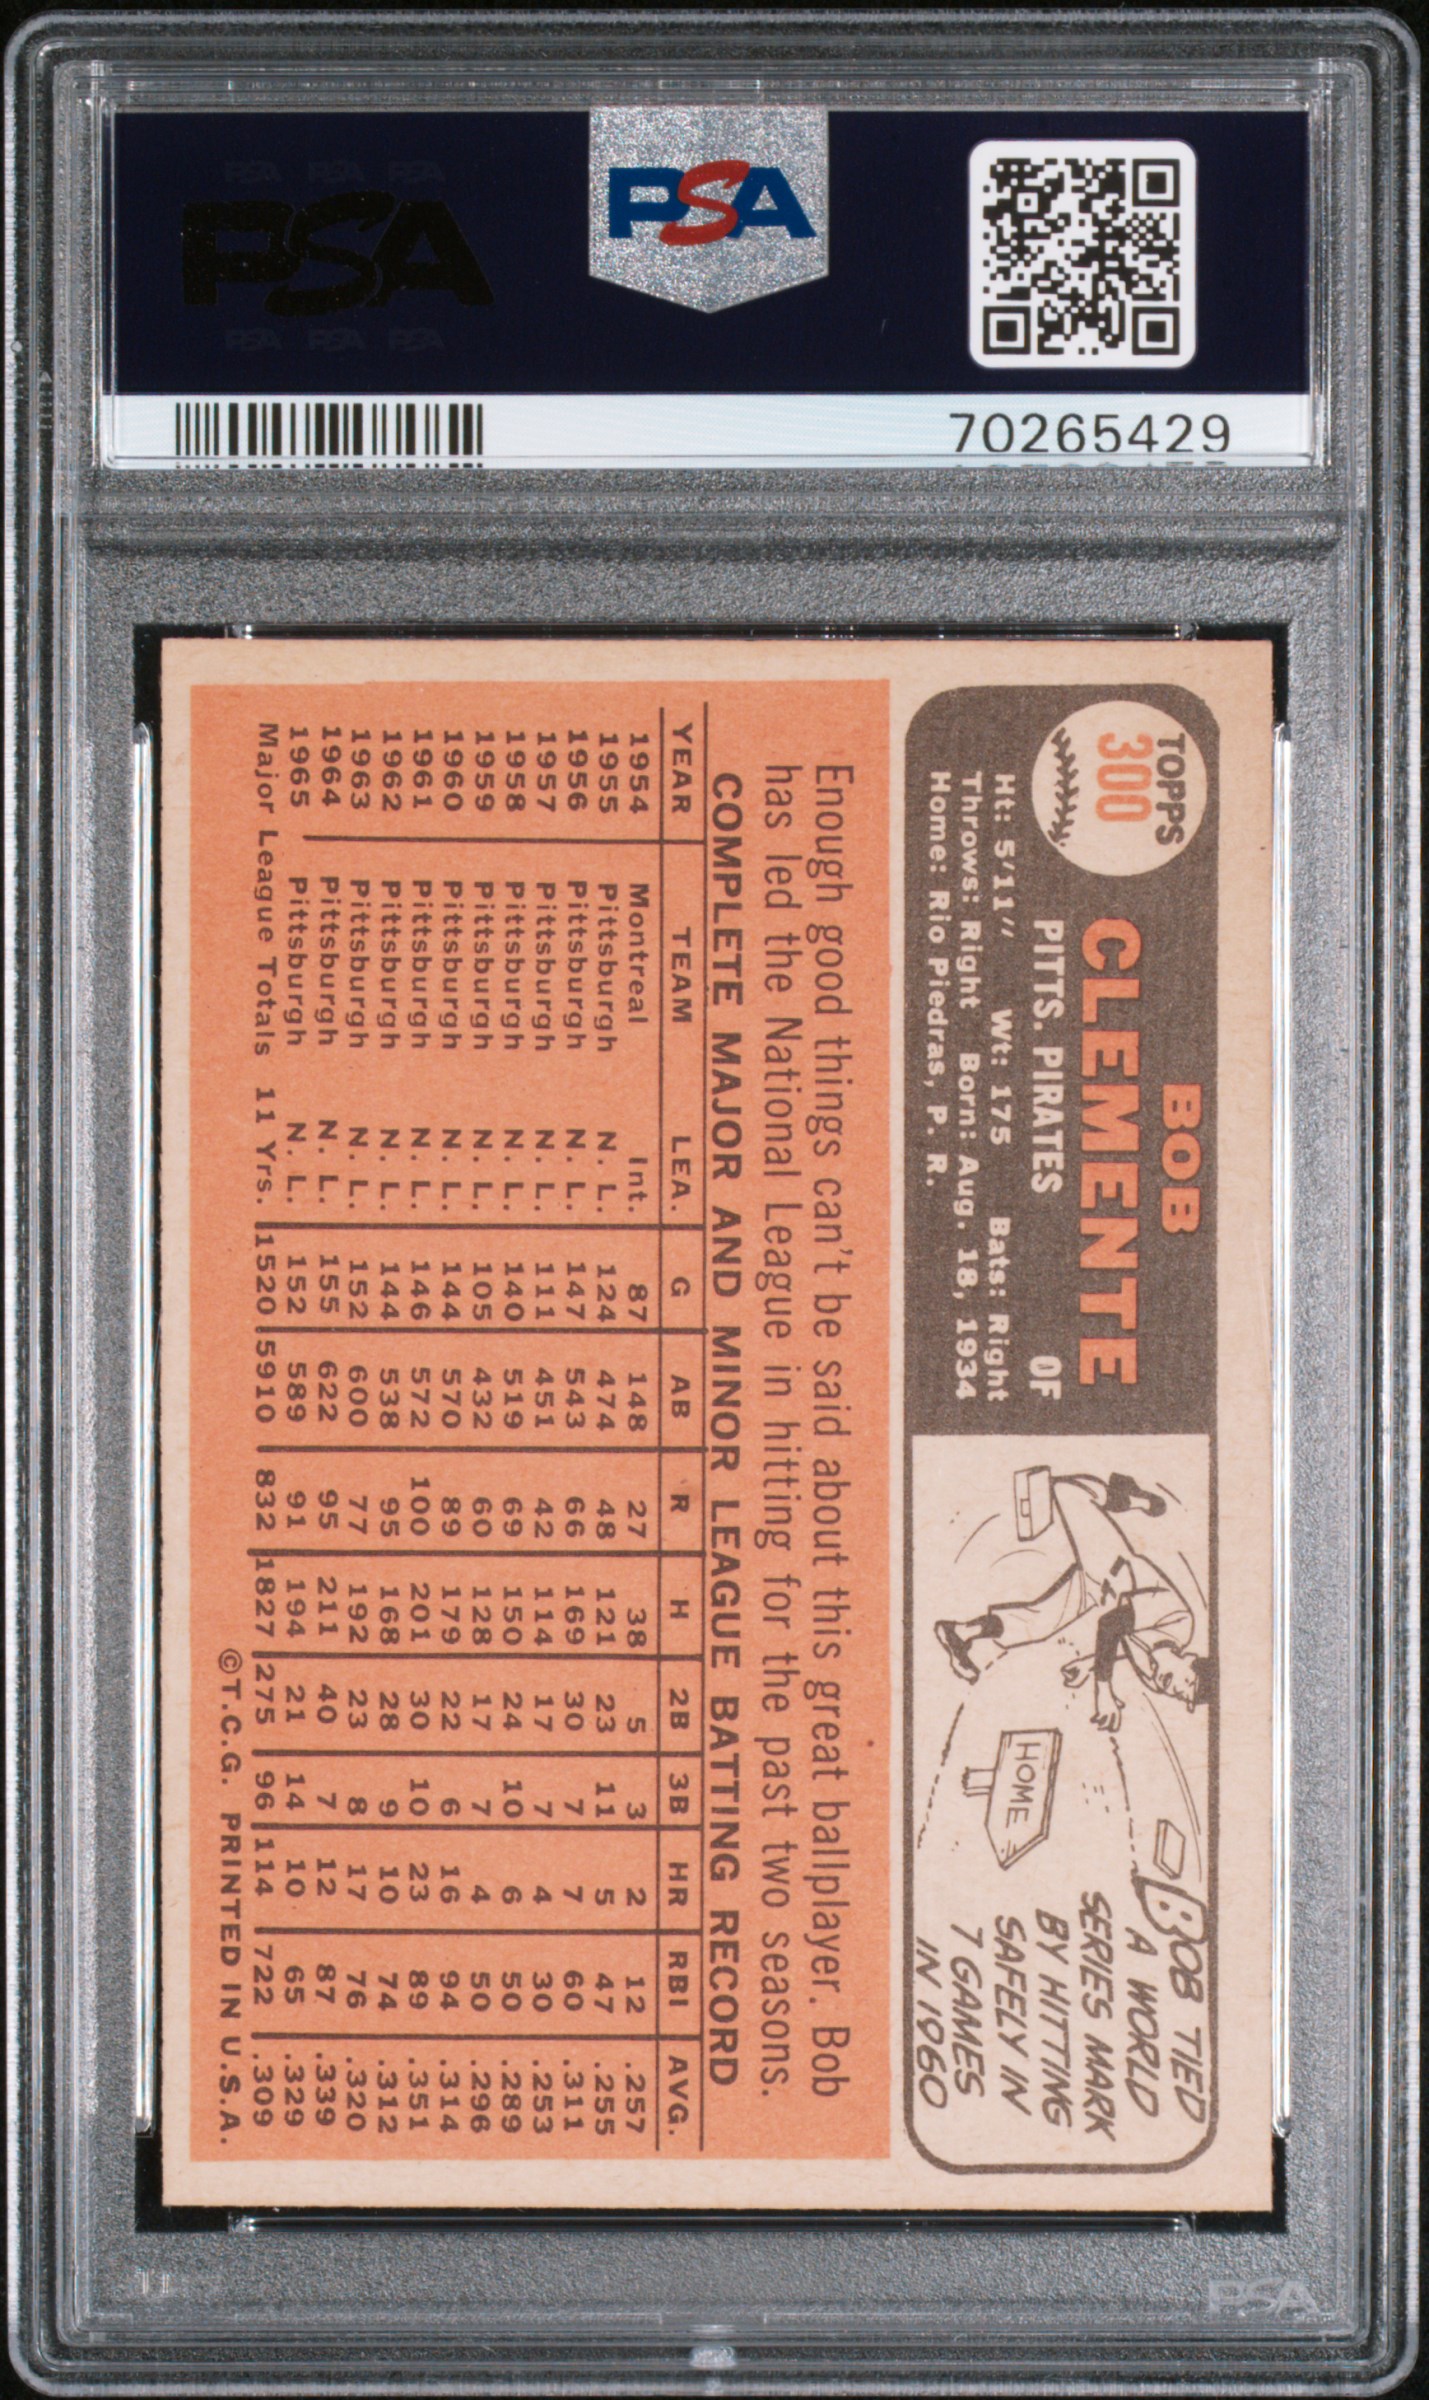 PSA PSA PSA
PSA
PSA PSA PSA
PSA
70265429
TOPPS
300
BOB
CLEMENTE
PITTS. PIRATES OF
Ht: 5'11" Wt: 175 Bats: Right
Throws: Right Born: Aug. 18, 1934
Home: Rio Piedras, P. R.
BOB TIED
A WORLD
SERIES MARK
BY HITTING
SAFELY IN
7 GAMES
IN 1960
HOME
Enough good things can't be said about this great ballplayer. Bob
has led the National League in hitting for the past two seasons.
COMPLETE MAJOR AND MINOR LEAGUE BATTING RECORD
YEAR TEAM LEA. G AB R H 2B 3B HR RBI AVG.
1954 Montreal Int. 87 148 27 38 5 3 2 12 .257
1955 Pittsburgh N. L. 124 474 48 121 23 11 5 47 .255
1956 Pittsburgh N. L. 147 543 66 169 30 7 7 60 .311
1957 Pittsburgh N. L. 111 451 42 114 17 7 4 30 .253
1958 Pittsburgh N. L. 140 519 69 150 24 10 6 50 .289
1959 Pittsburgh N. L. 105 432 60 128 17 7 4 50 .296
1960 Pittsburgh N. L. 144 570 89 179 22 6 16 94 .314
1961 Pittsburgh N. L. 146 572 100 201 30 10 23 89 .351
1962 Pittsburgh N. L. 144 538 95 168 28 9 10 74 .312
1963 Pittsburgh N. L. 152 600 77 192 23 8 17 76 .320
1964 Pittsburgh N. L. 155 622 95 211 40 7 12 87 .339
1965 Pittsburgh N. L. 152 589 91 194 21 14 10 65 .329
Major League Totals 11 Yrs. 1520 5910 832 1827 275 96 114 722 .309
©T.C.G. PRINTED IN U.S.A.
PSA